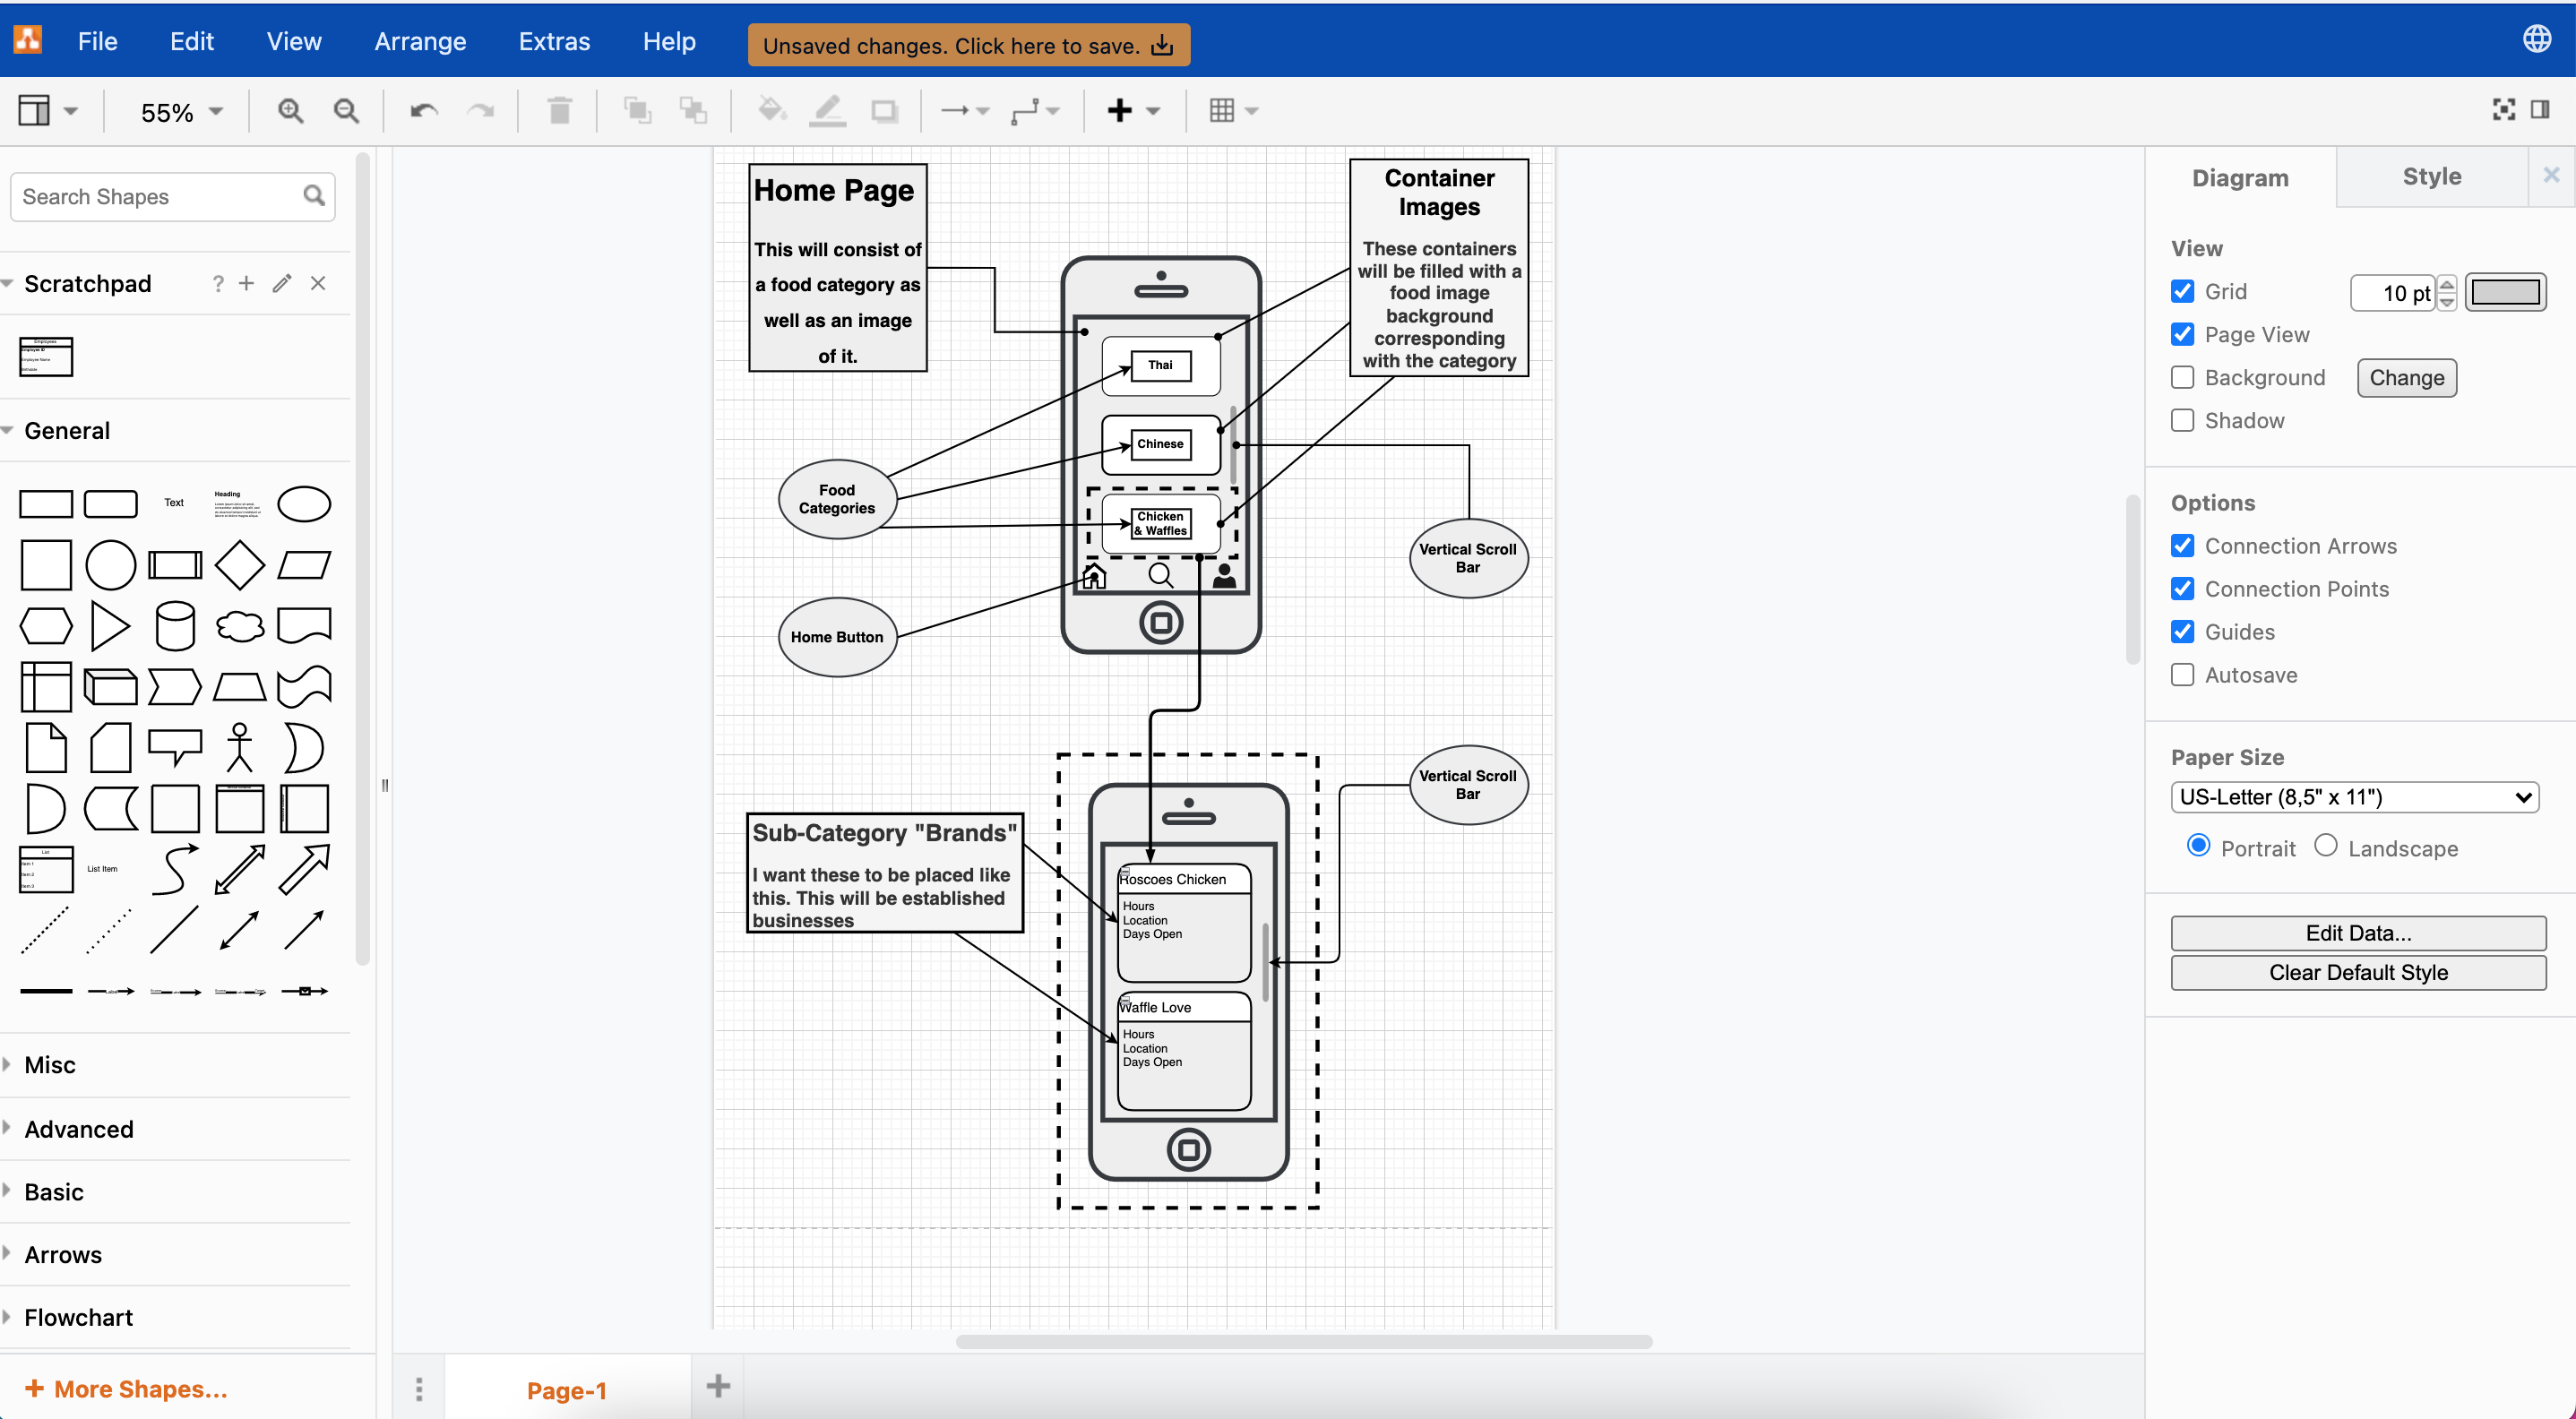 File Edit View Arrange Extras Help Unsaved changes. Click here to save.
55%
Search Shapes
Scratchpad ?
General
Text
Heading
List
List Item
Misc
Advanced
Basic
Arrows
Flowchart
+ More Shapes...
Home Page
This will consist of
a food category as
well as an image
of it.
Container
Images
These containers
will be filled with a
food image
background
corresponding
with the category
Thai
Chinese
Chicken
& Waffles
Food
Categories
Home Button
Vertical Scroll
Bar
Vertical Scroll
Bar
Sub-Category "Brands"
I want these to be placed like
this. This will be established
businesses
Roscoes Chicken
Hours
Location
Days Open
Waffle Love
Hours
Location
Days Open
Page-1
Diagram Style
View
Grid 10 pt
Page View
Background Change
Shadow
Options
Connection Arrows
Connection Points
Guides
Autosave
Paper Size
US-Letter (8,5" x 11")
Portrait Landscape
Edit Data...
Clear Default Style